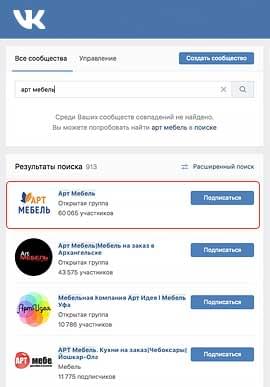 VK
Все сообщества Управление Создать сообщество
арт мебель
Среди Ваших сообществ совпадений не найдено.
Вы можете попробовать найти арт мебель в поиске
Результаты поиска 913 Расширенный поиск
АРТ
МЕБЕЛЬ
Арт Мебель
Открытая группа
60 065 участников
Подписаться
Art
МЕБЕЛЬ
Арт Мебель|Мебель на заказ в
Архангельске
Открытая группа
43 575 участников
Подписаться
АртИдея
Мебельная компания Арт Идея I Мебель
Уфа
Открытая группа
10 786 участников
Подписаться
АРТ мебе
АРТ Мебель. Кухни на заказ|Чебоксары|
Йошкар-Ола
Мебель
11 775 подписчиков
Подписаться